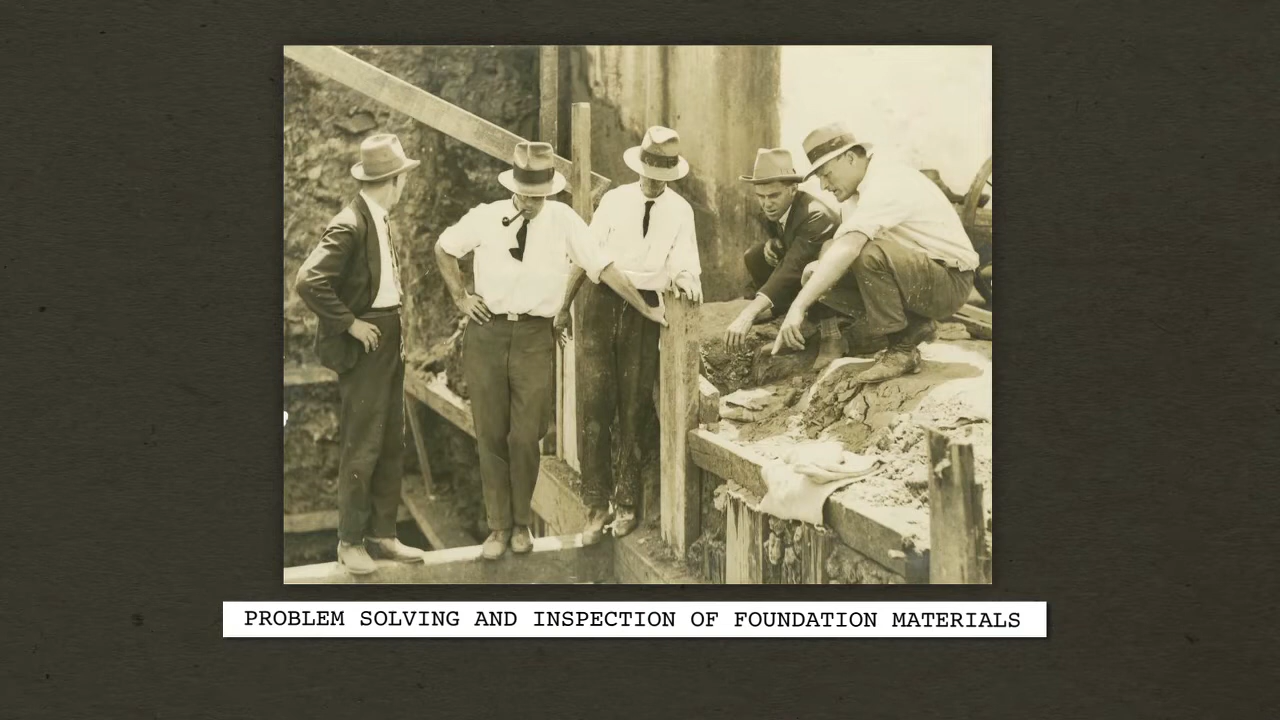 PROBLEM SOLVING AND INSPECTION OF FOUNDATION MATERIALS